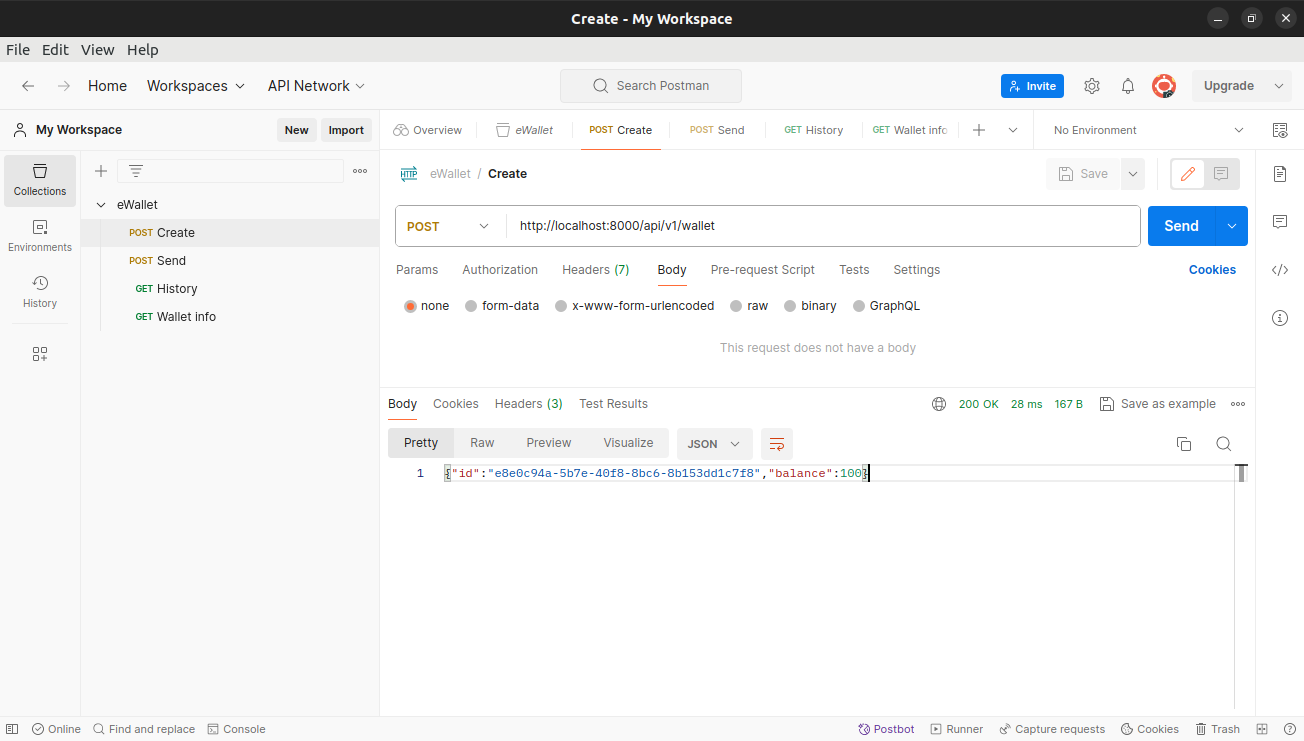 Create - My Workspace
File Edit View Help
Home Workspaces API Network Search Postman Invite Upgrade
My Workspace New Import
Overview eWallet POST Create POST Send GET History GET Wallet info No Environment
Collections
Environments
History
eWallet
POST Create
POST Send
GET History
GET Wallet info
HTTP eWallet / Create Save
POST http://localhost:8000/api/v1/wallet Send
Params Authorization Headers (7) Body Pre-request Script Tests Settings Cookies
none form-data x-www-form-urlencoded raw binary GraphQL
This request does not have a body
Body Cookies Headers (3) Test Results 200 OK 28 ms 167 B Save as example
Pretty Raw Preview Visualize JSON
1 {"id":"e8e0c94a-5b7e-40f8-8bc6-8b153dd1c7f8","balance":100}
Online Find and replace Console Postbot Runner Capture requests Cookies Trash